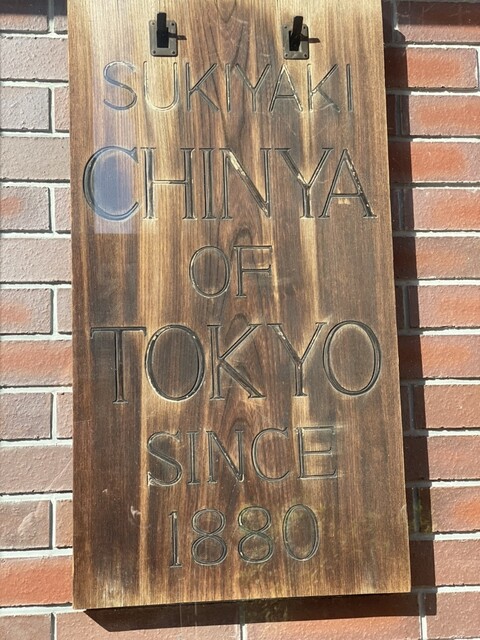 SUKIYAKI
CHINYA
OF
TOKYO
SINCE
1880